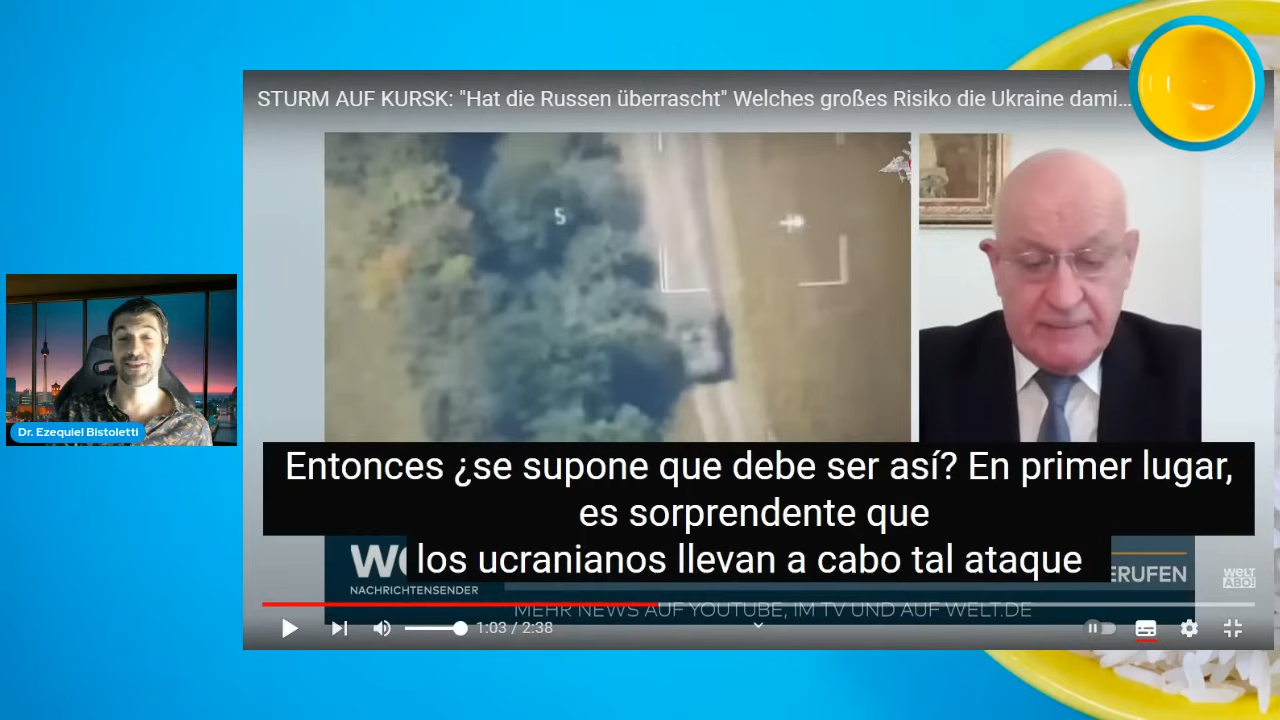 STURM AUF KURSK: "Hat die Russen überrascht" Welches großes Risiko die Ukraine dami...
5
Dr. Ezequiel Bistoletti
Entonces ¿se supone que debe ser así? En primer lugar,
es sorprendente que
los ucranianos llevan a cabo tal ataque
NACHRICHTENSENDER
WELT
ABO!
MEHR NEWS AUF YOUTUBE, IM TV UND AUF WELT.DE
1:03 / 2:38